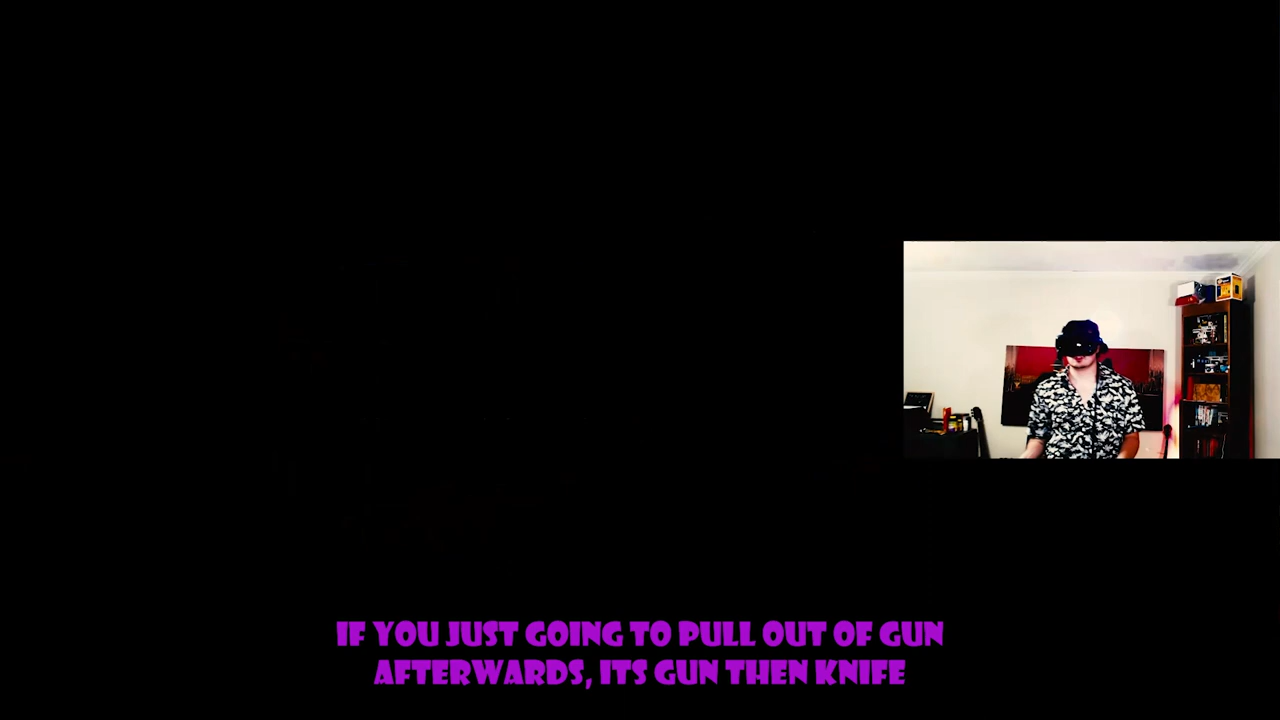 IF YOU JUST GOING TO PULL OUT OF GUN
AFTERWARDS, ITS GUN THEN KNIFE